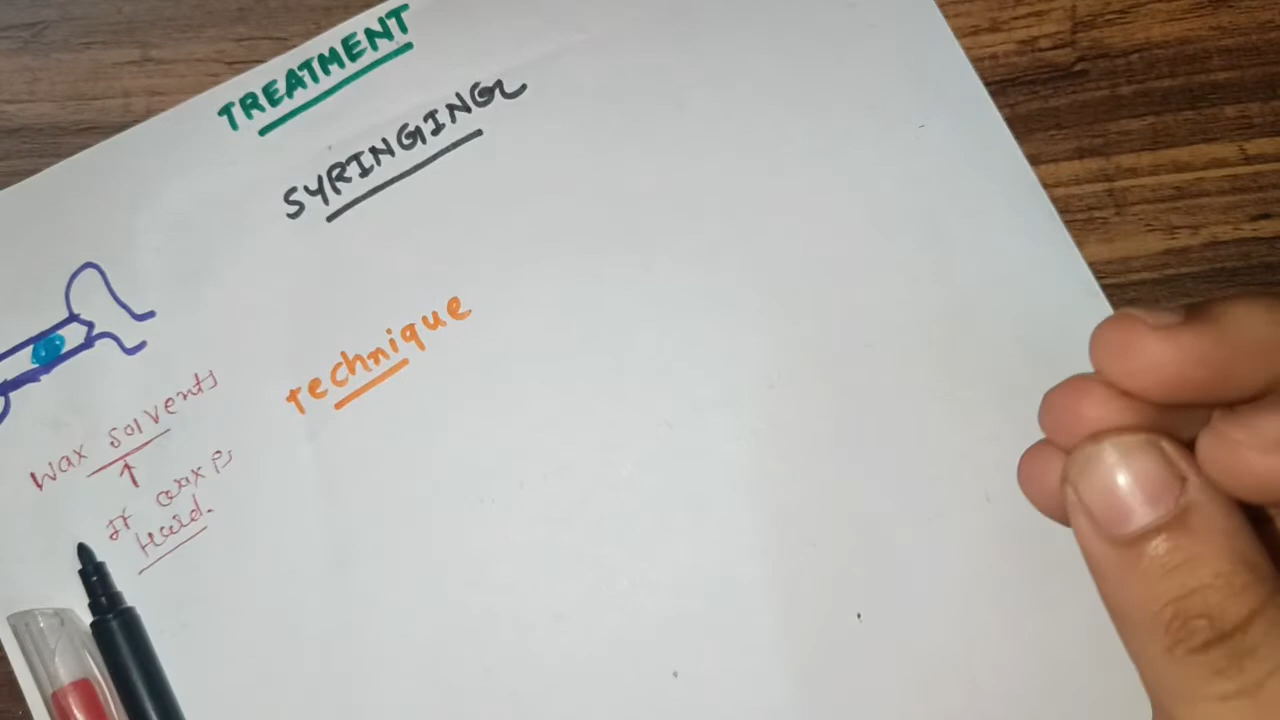 TREATMENT
SYRINGING
Technique
Wax solvents
If wax is
Hard.